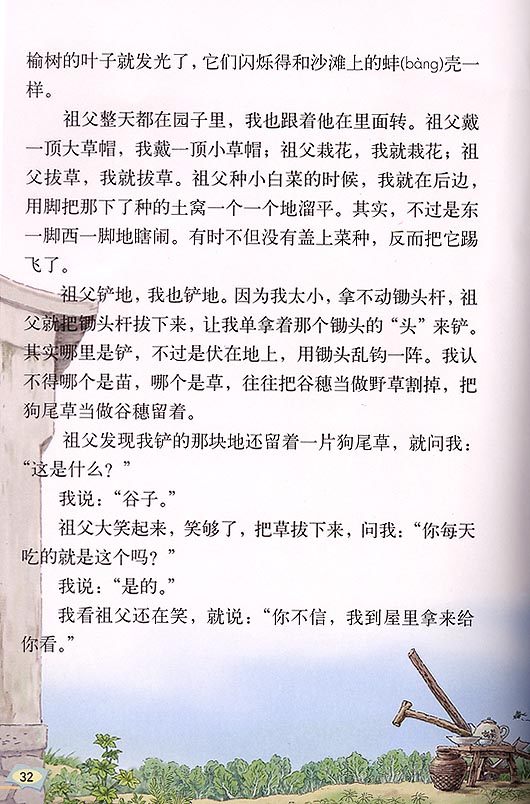 榆树的叶子就发光了，它们闪烁得和沙滩上的蚌(bàng)壳一
样。
祖父整天都在园子里，我也跟着他在里面转。祖父戴
一顶大草帽，我戴一顶小草帽；祖父栽花，我就栽花；祖
父拔草，我就拔草。祖父种小白菜的时候，我就在后边，
用脚把那下了种的土窝一个一个地溜平。其实，不过是东
一脚西一脚地瞎闹。有时不但没有盖上菜种，反而把它踢
飞了。
祖父铲地，我也铲地。因为我太小，拿不动锄头杆，祖
父就把锄头杆拔下来，让我单拿着那个锄头的“头”来铲。
其实哪里是铲，不过是伏在地上，用锄头乱钩一阵。我认
不得哪个是苗，哪个是草，往往把谷穗当做野草割掉，把
狗尾草当做谷穗留着。
祖父发现我铲的那块地还留着一片狗尾草，就问我：
“这是什么？”
我说：“谷子。”
祖父大笑起来，笑够了，把草拔下来，问我：“你每天
吃的就是这个吗？”
我说：“是的。”
我看祖父还在笑，就说：“你不信，我到屋里拿来给
你看。”
32